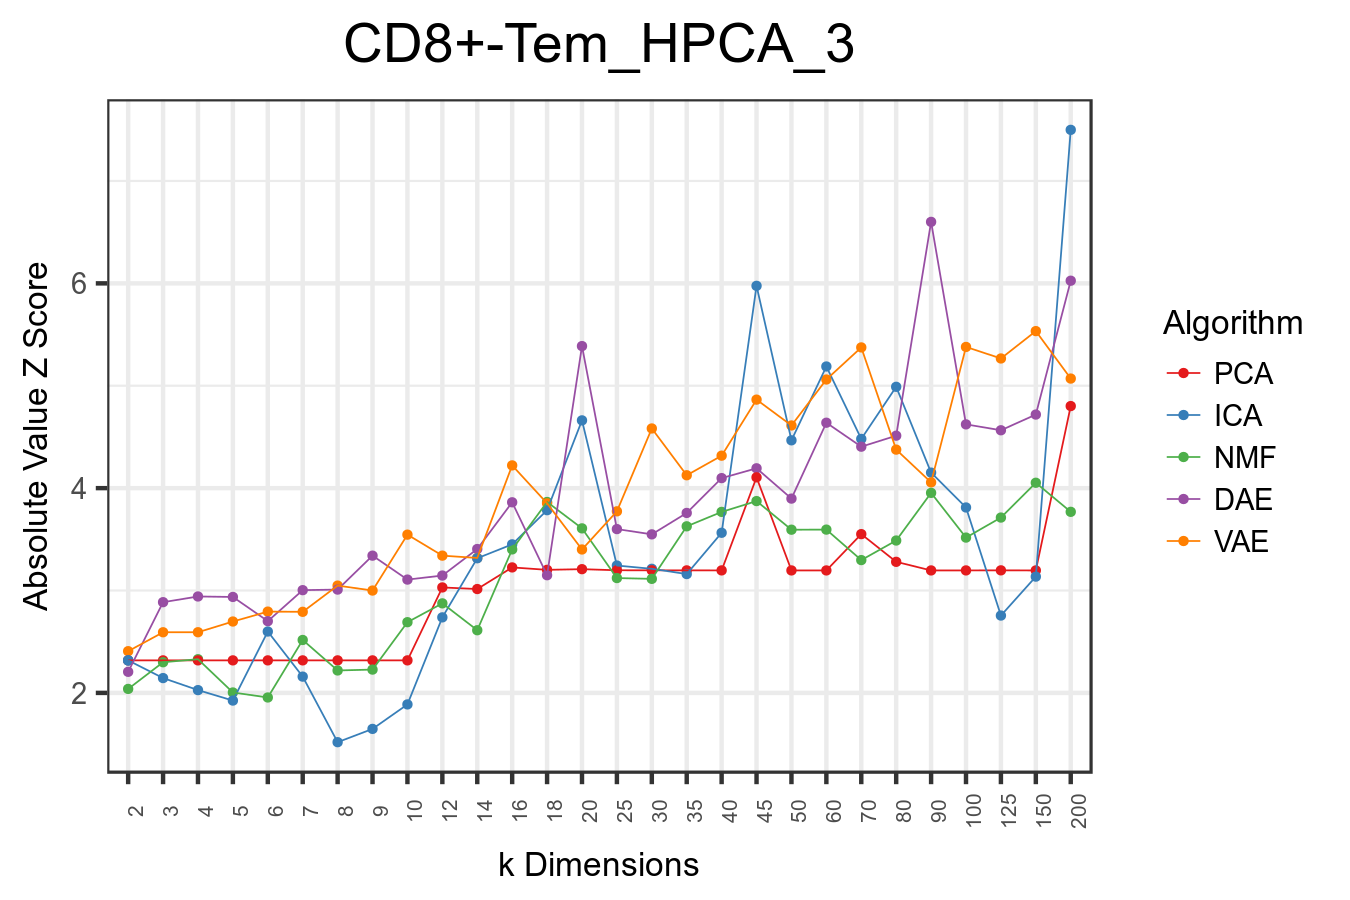 CD8+-Tem_HPCA_3
Absolute Value Z Score
6
4
2
2 3 4 5 6 7 8 9 10 12 14 16 18 20 25 30 35 40 45 50 60 70 80 90 100 125 150 200
k Dimensions
Algorithm
PCA
ICA
NMF
DAE
VAE